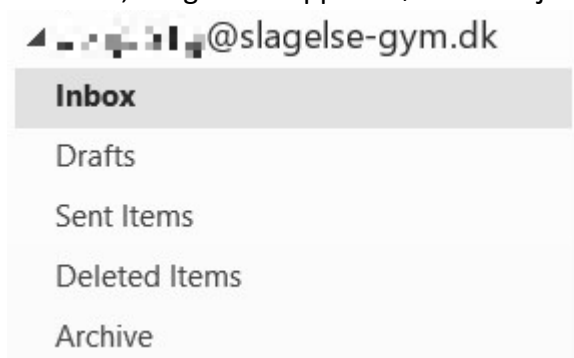 @slagelse-gym.dk
Inbox
Drafts
Sent Items
Deleted Items
Archive